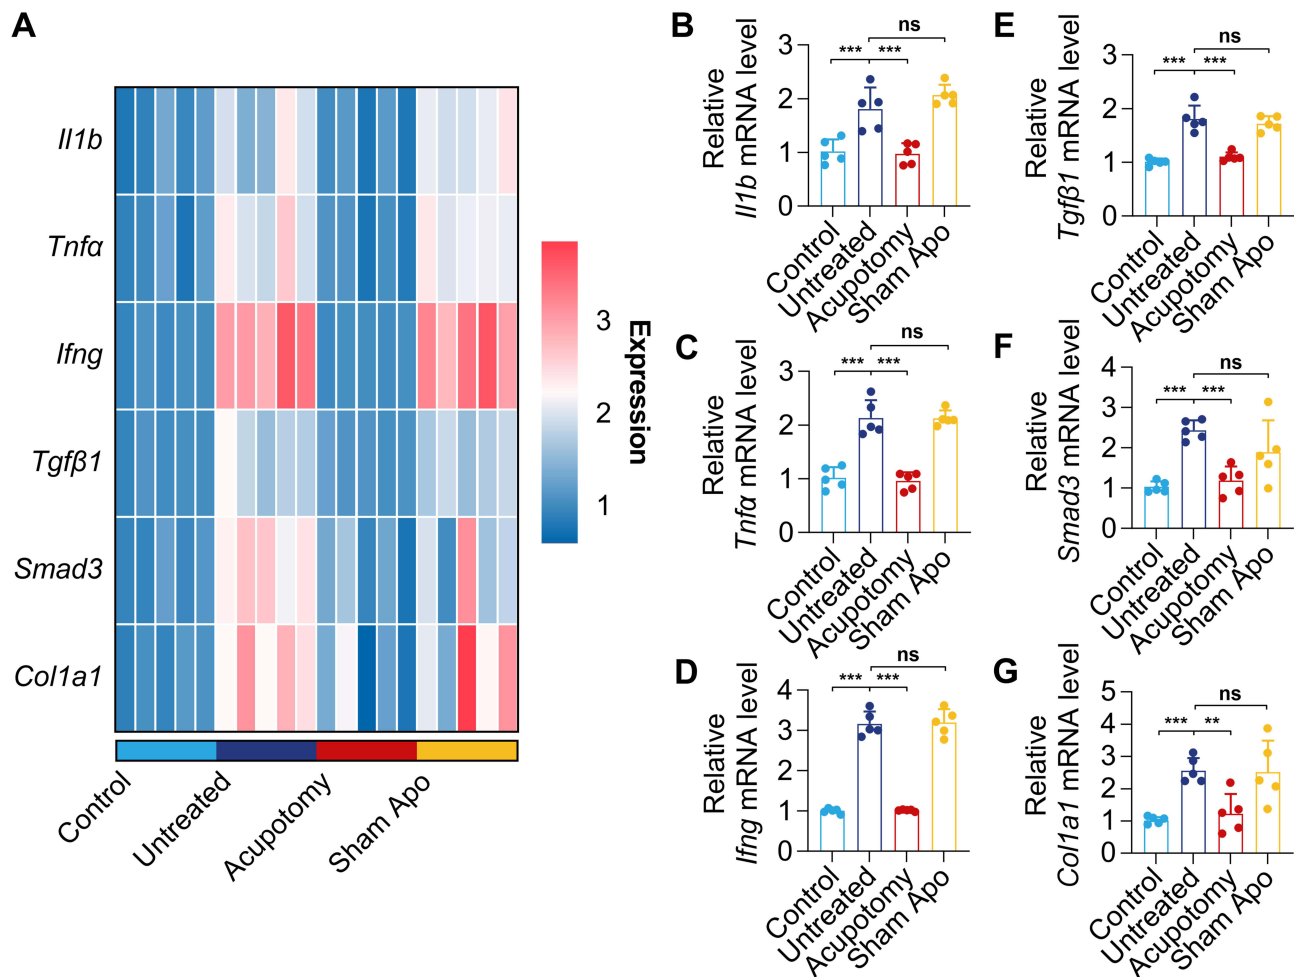 A
Il1b
Tnfα
Ifng
Tgfβ1
Smad3
Col1a1
Control
Untreated
Acupotomy
Sham Apo
3
2
1
Expression
B
Relative
Il1b mRNA level
3
2
1
0
***
***
ns
Control
Untreated
Acupotomy
Sham Apo
C
Relative
Tnfα mRNA level
3
2
1
0
***
***
ns
Control
Untreated
Acupotomy
Sham Apo
D
Relative
Ifng mRNA level
4
3
2
1
0
***
***
ns
Control
Untreated
Acupotomy
Sham Apo
E
Relative
Tgfβ1 mRNA level
3
2
1
0
***
***
ns
Control
Untreated
Acupotomy
Sham Apo
F
Relative
Smad3 mRNA level
4
3
2
1
0
***
***
ns
Control
Untreated
Acupotomy
Sham Apo
G
Relative
Col1a1 mRNA level
5
4
3
2
1
0
***
**
ns
Control
Untreated
Acupotomy
Sham Apo